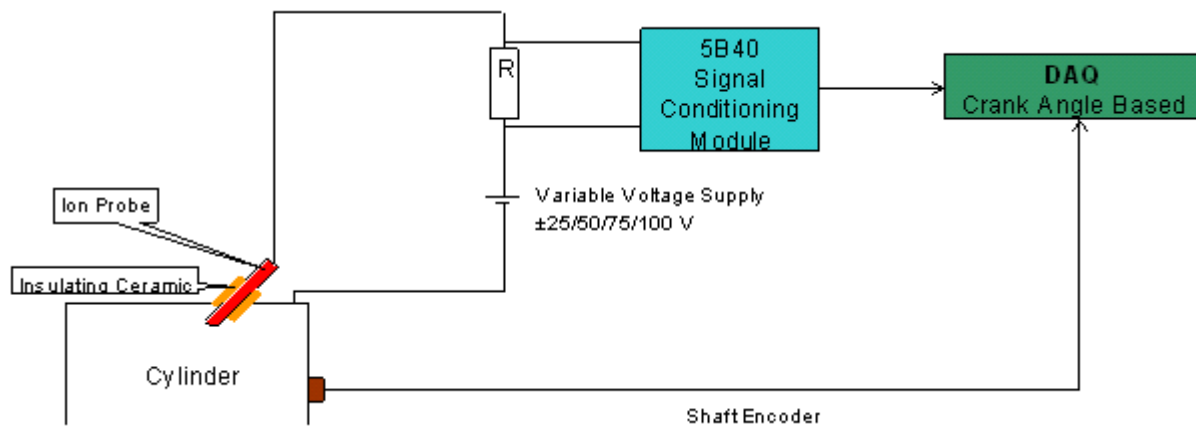 R
5B40
Signal
Conditioning
Module
DAQ
Crank Angle Based
Variable Voltage Supply
±25/50/75/100 V
Ion Probe
Insulating Ceramic
Cylinder
Shaft Encoder